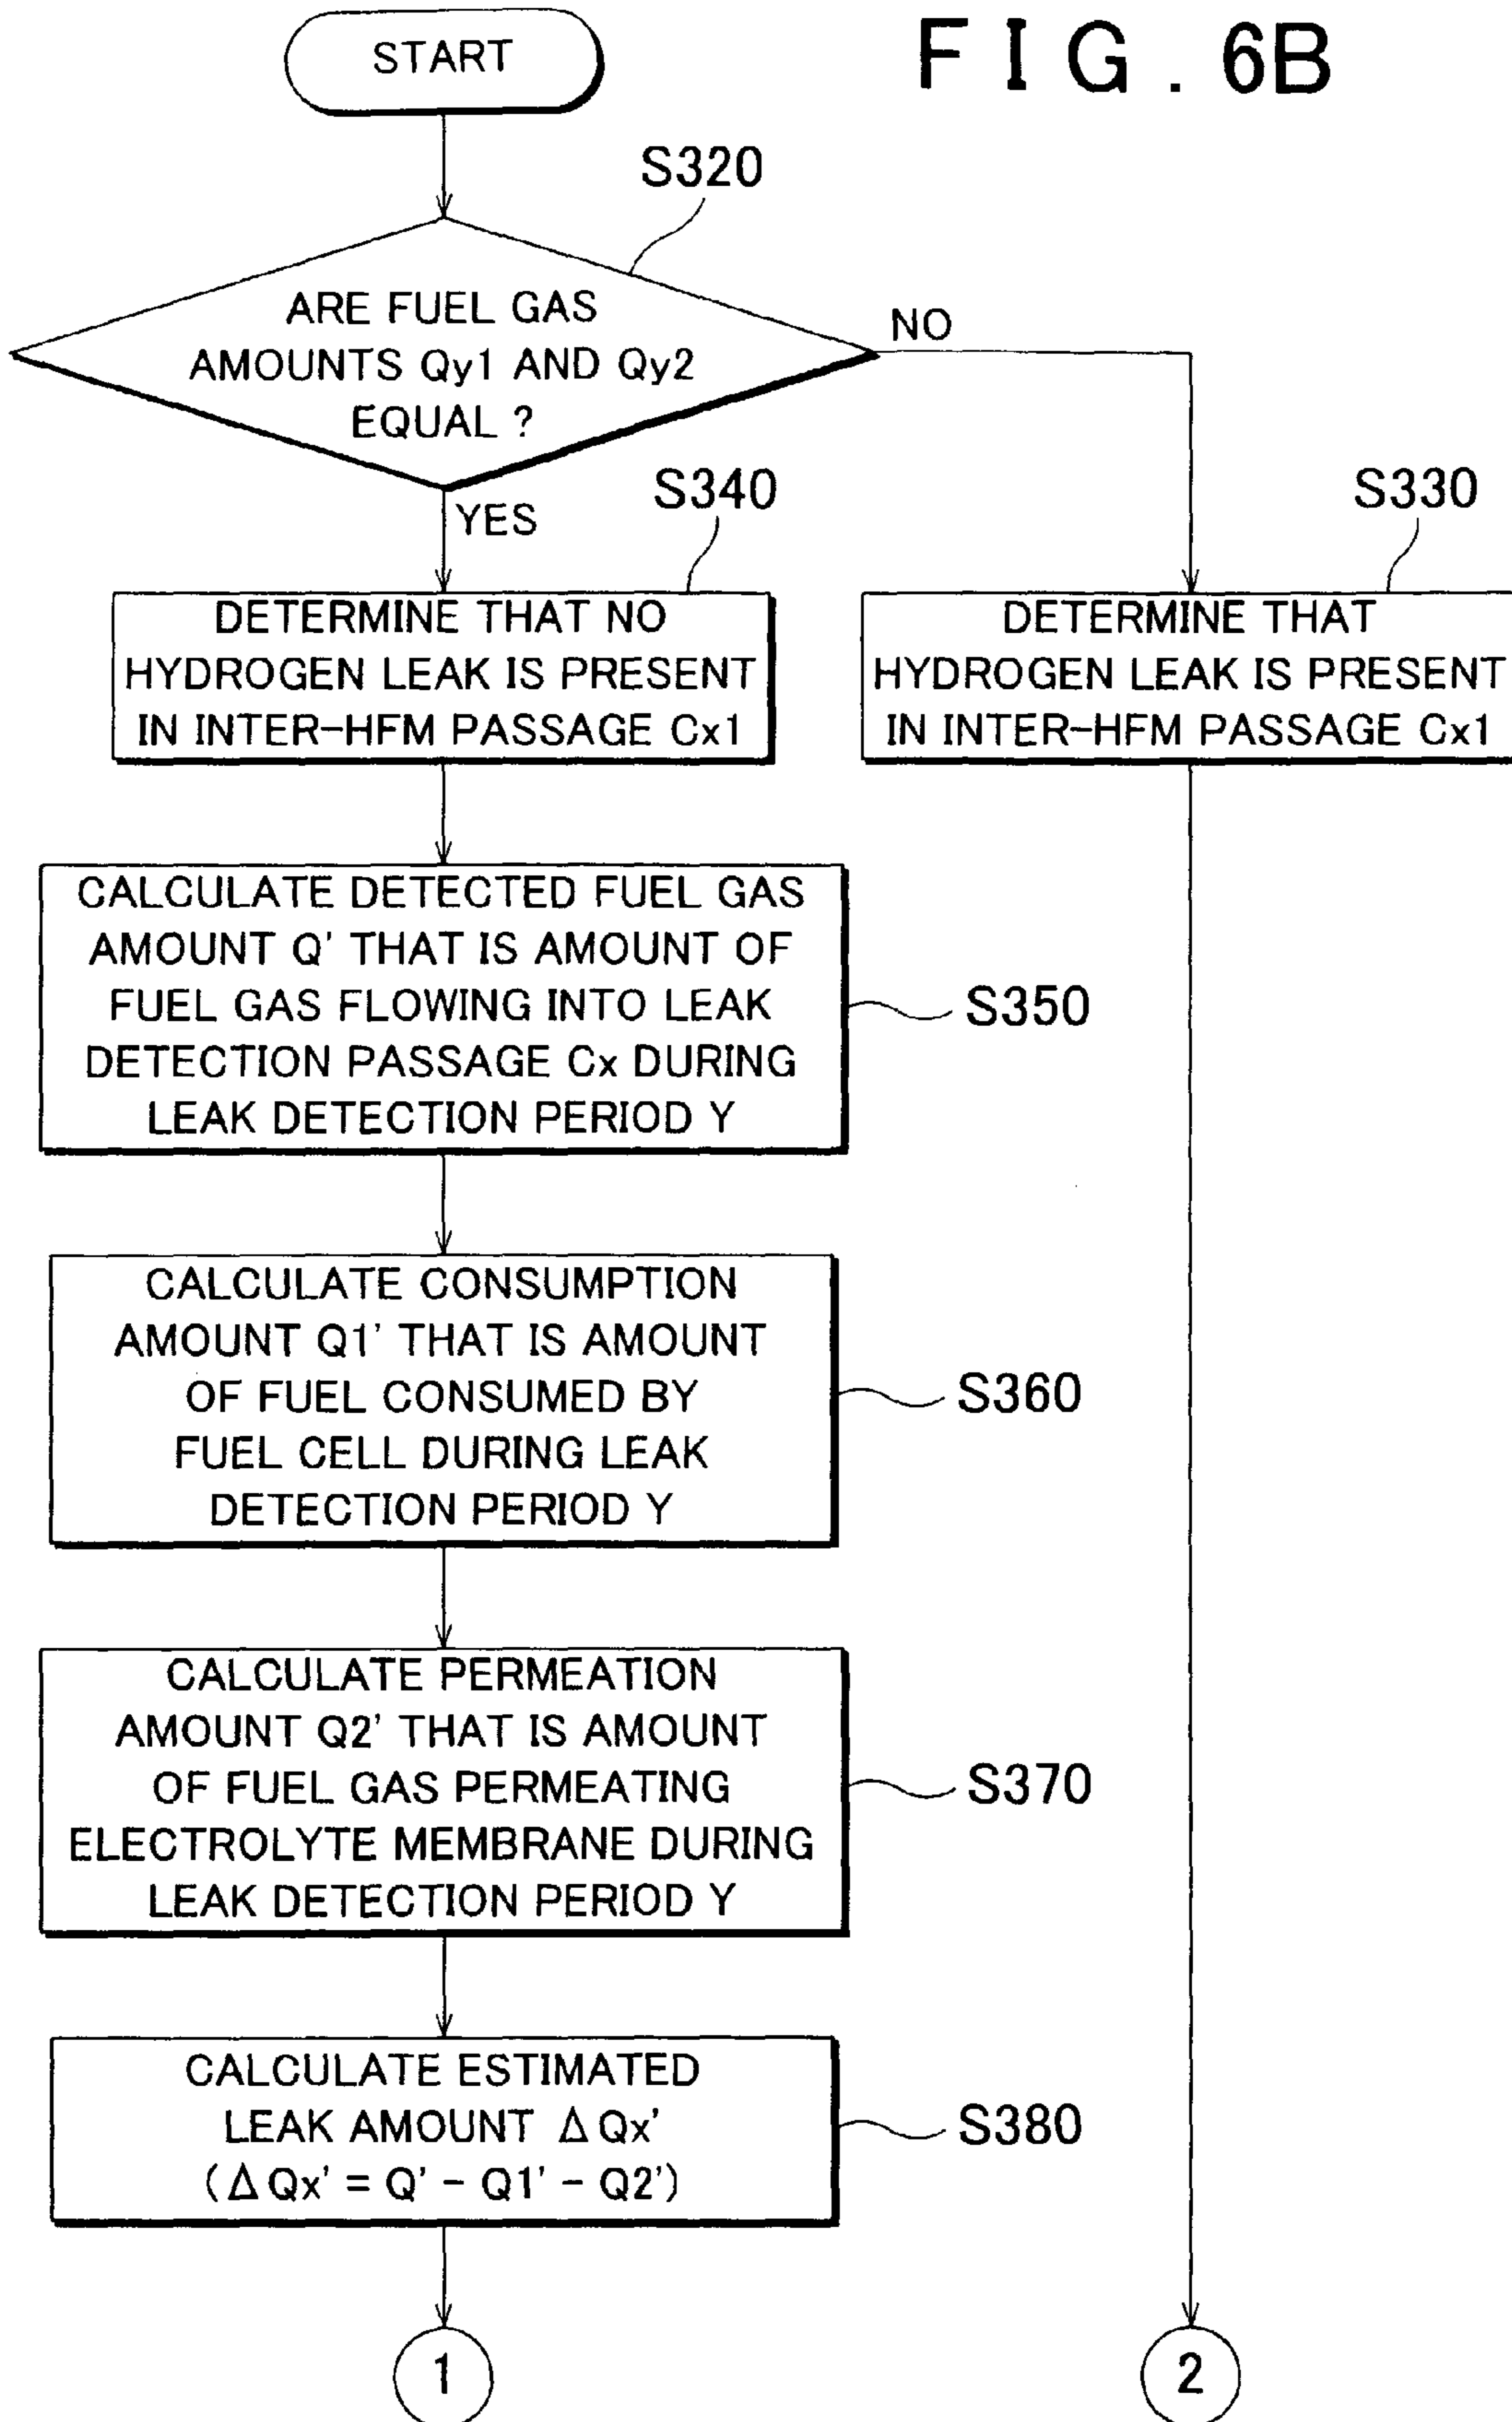 FIG. 6B
START
S320
ARE FUEL GAS
AMOUNTS Qy1 AND Qy2
EQUAL ?
NO
YES
S340
DETERMINE THAT NO
HYDROGEN LEAK IS PRESENT
IN INTER-HFM PASSAGE Cx1
S330
DETERMINE THAT
HYDROGEN LEAK IS PRESENT
IN INTER-HFM PASSAGE Cx1
CALCULATE DETECTED FUEL GAS
AMOUNT Q' THAT IS AMOUNT OF
FUEL GAS FLOWING INTO LEAK
DETECTION PASSAGE Cx DURING
LEAK DETECTION PERIOD Y
S350
CALCULATE CONSUMPTION
AMOUNT Q1' THAT IS AMOUNT
OF FUEL CONSUMED BY
FUEL CELL DURING LEAK
DETECTION PERIOD Y
S360
CALCULATE PERMEATION
AMOUNT Q2' THAT IS AMOUNT
OF FUEL GAS PERMEATING
ELECTROLYTE MEMBRANE DURING
LEAK DETECTION PERIOD Y
S370
CALCULATE ESTIMATED
LEAK AMOUNT ΔQx'
(ΔQx' = Q' - Q1' - Q2')
S380
1
2